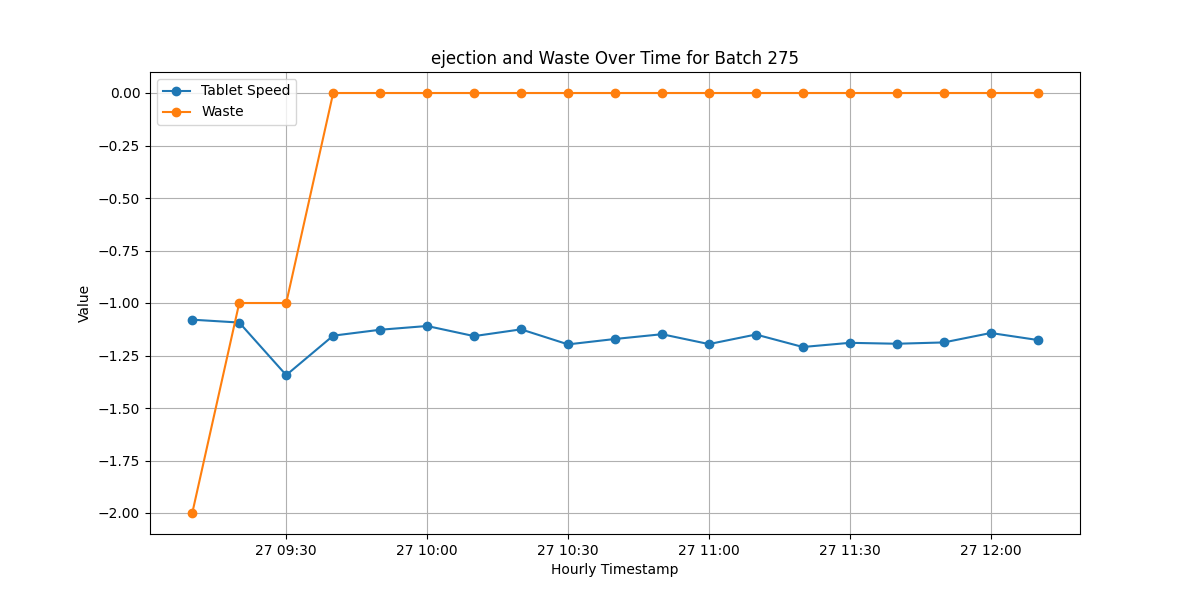 ejection and Waste Over Time for Batch 275
Tablet Speed
Waste
0.00
−0.25
−0.50
−0.75
−1.00
−1.25
−1.50
−1.75
−2.00
Value
27 09:30 27 10:00 27 10:30 27 11:00 27 11:30 27 12:00
Hourly Timestamp